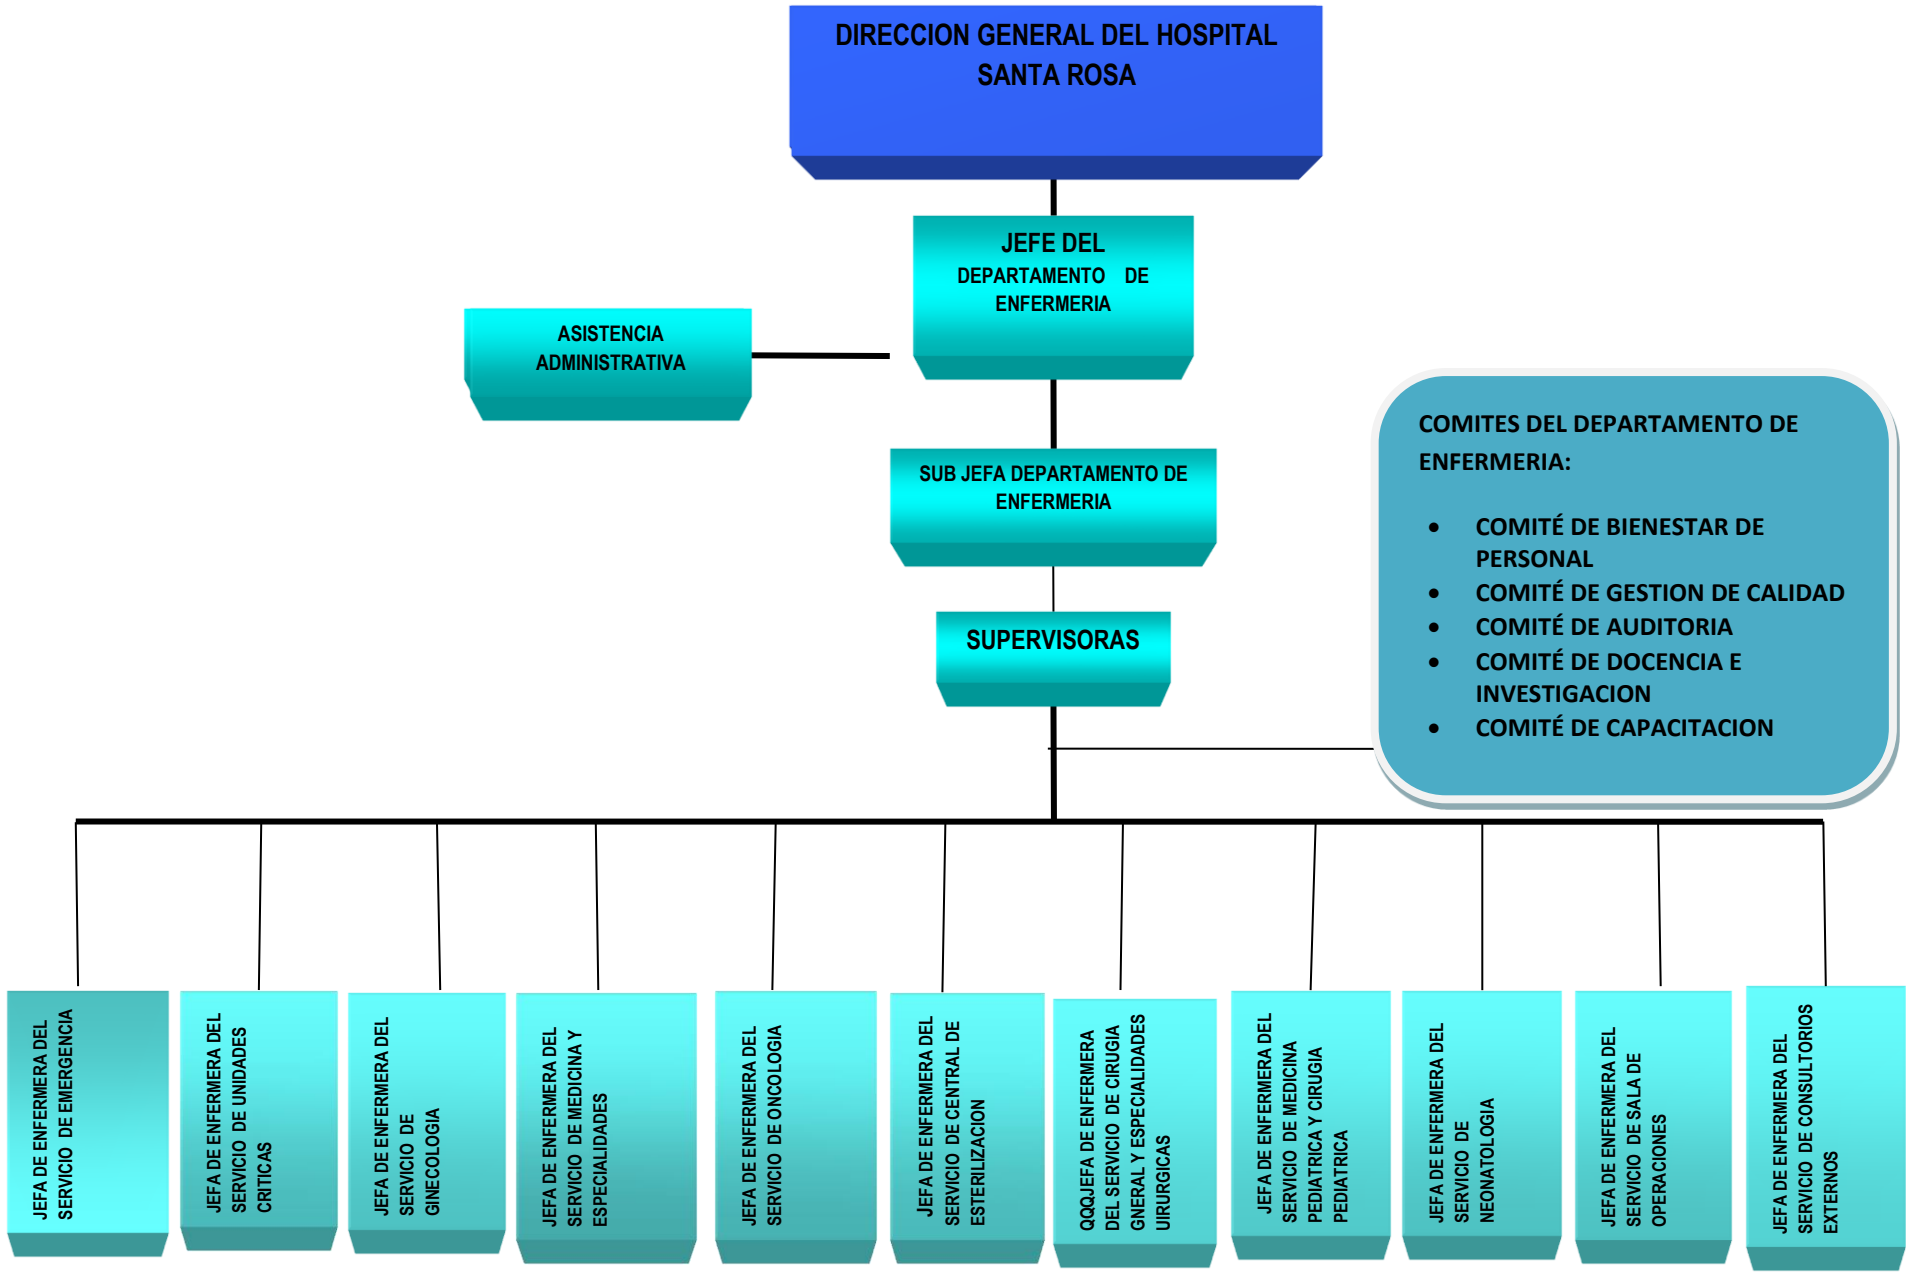 DIRECCION GENERAL DEL HOSPITAL
SANTA ROSA
JEFE DEL
DEPARTAMENTO DE
ENFERMERIA
ASISTENCIA
ADMINISTRATIVA
SUB JEFA DEPARTAMENTO DE
ENFERMERIA
SUPERVISORAS
COMITES DEL DEPARTAMENTO DE
ENFERMERIA:
• COMITÉ DE BIENESTAR DE
PERSONAL
• COMITÉ DE GESTION DE CALIDAD
• COMITÉ DE AUDITORIA
• COMITÉ DE DOCENCIA E
INVESTIGACION
• COMITÉ DE CAPACITACION
JEFA DE ENFERMERA DEL
SERVICIO DE EMERGENCIA
JEFA DE ENFERMERA DEL
SERVICIO DE UNIDADES
CRITICAS
JEFA DE ENFERMERA DEL
SERVICIO DE
GINECOLOGIA
JEFA DE ENFERMERA DEL
SERVICIO DE MEDICINA Y
ESPECIALIDADES
JEFA DE ENFERMERA DEL
SERVICIO DE ONCOLOGIA
JEFA DE ENFERMERA DEL
SERVICIO DE CENTRAL DE
ESTERILIZACION
QQQJEFA DE ENFERMERA
DEL SERVICIO DE CIRUGIA
GNERAL Y ESPECIALIDADES
UIRURGICAS
JEFA DE ENFERMERA DEL
SERVICIO DE MEDICINA
PEDIATRICA Y CIRUGIA
PEDIATRICA
JEFA DE ENFERMERA DEL
SERVICIO DE
NEONATOLOGIA
JEFA DE ENFERMERA DEL
SERVICIO DE SALA DE
OPERACIONES
JEFA DE ENFERMERA DEL
SERVICIO DE CONSULTORIOS
EXTERNOS